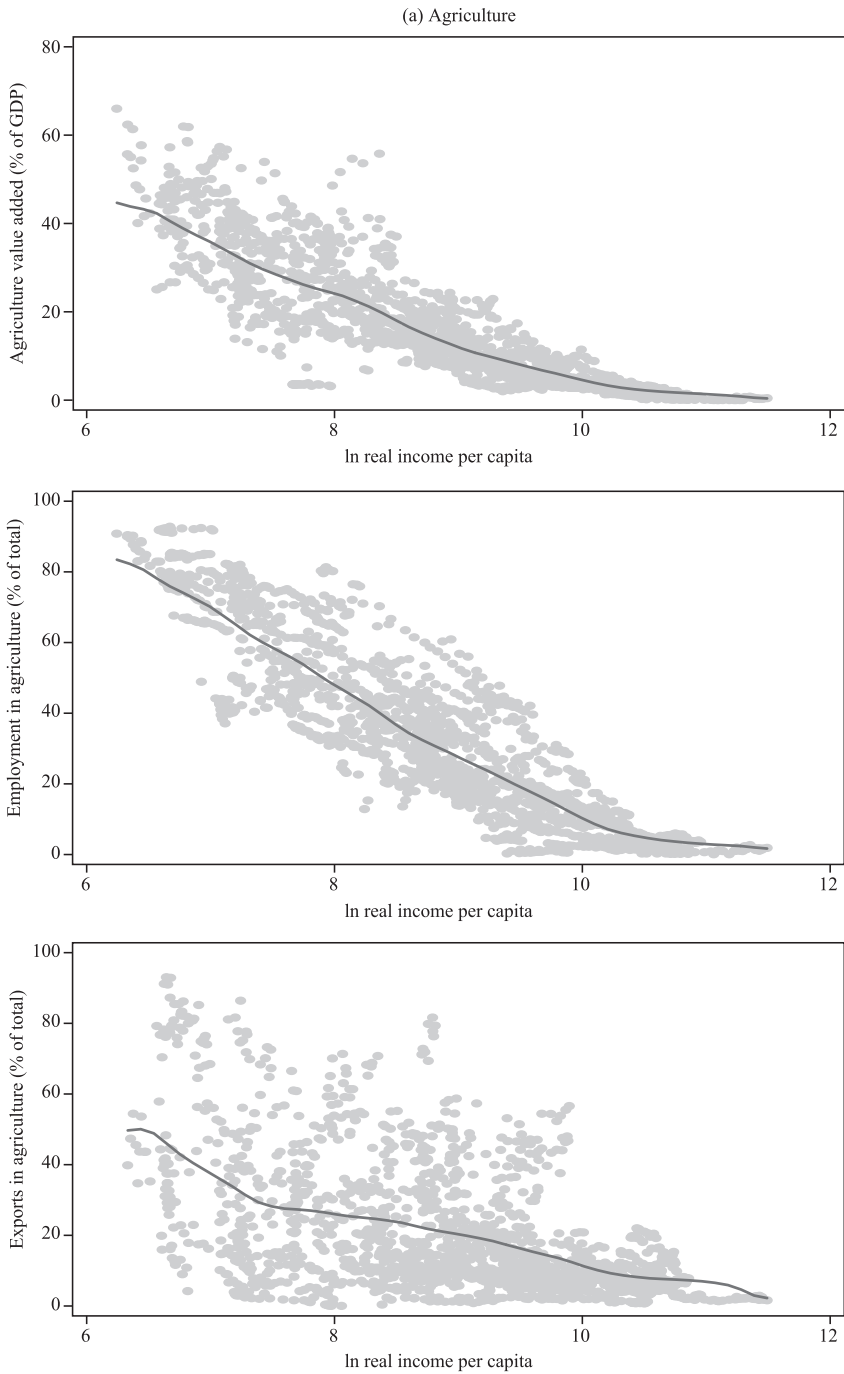 (a) Agriculture
Agriculture value added (% of GDP)
80
60
40
20
0
6 8 10 12
ln real income per capita
Employment in agriculture (% of total)
100
80
60
40
20
0
6 8 10 12
ln real income per capita
Exports in agriculture (% of total)
100
80
60
40
20
0
6 8 10 12
ln real income per capita